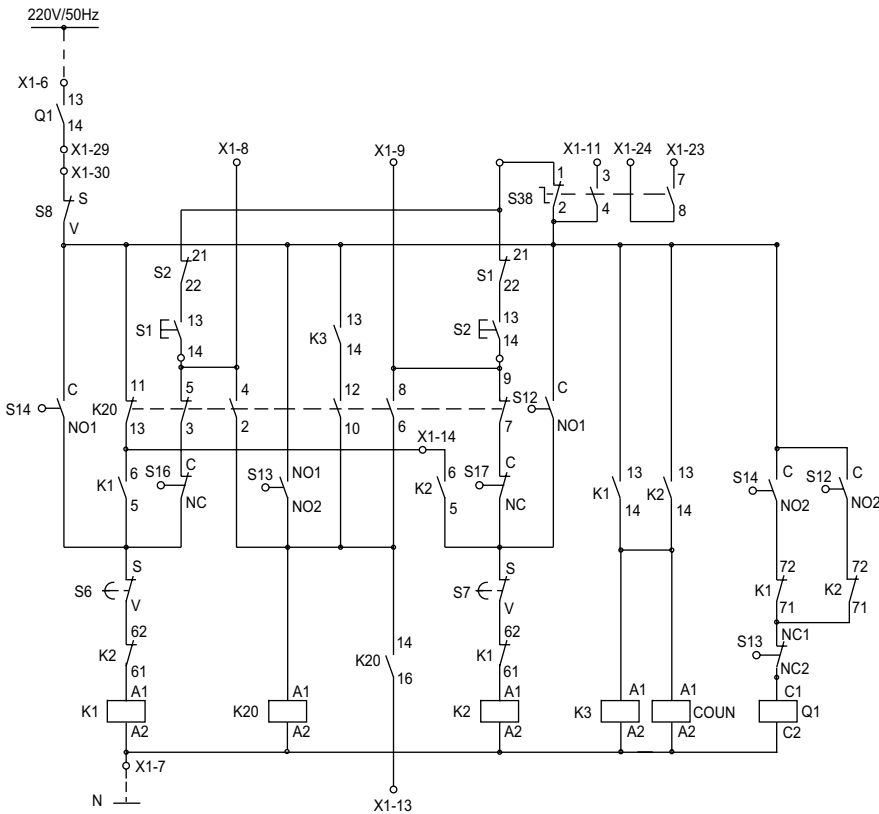 220V/50Hz
X1-6
13
Q1
14
X1-29
X1-8
X1-9
X1-11
X1-24
X1-23
X1-30
1
3
7
S
S38
S8
2
4
8
V
21
21
S2
S1
22
22
13
13
13
S1
K3
S2
14
14
14
C
11
5
4
12
8
9
C
S14
K20
S12
NO1
13
3
2
10
6
7
NO1
X1-14
6
C
NO1
6
C
13
13
C
C
S16
S13
S17
S14
S12
K1
K2
K1
K2
5
NC
NO2
5
NC
14
14
NO2
NO2
S
S
72
72
S6
S7
K1
K2
V
V
71
71
62
14
62
NC1
K2
K20
K1
S13
61
16
61
NC2
A1
A1
A1
A1
A1
C1
K1
K20
K2
K3
COUN
Q1
A2
A2
A2
A2
A2
C2
X1-7
N
X1-13